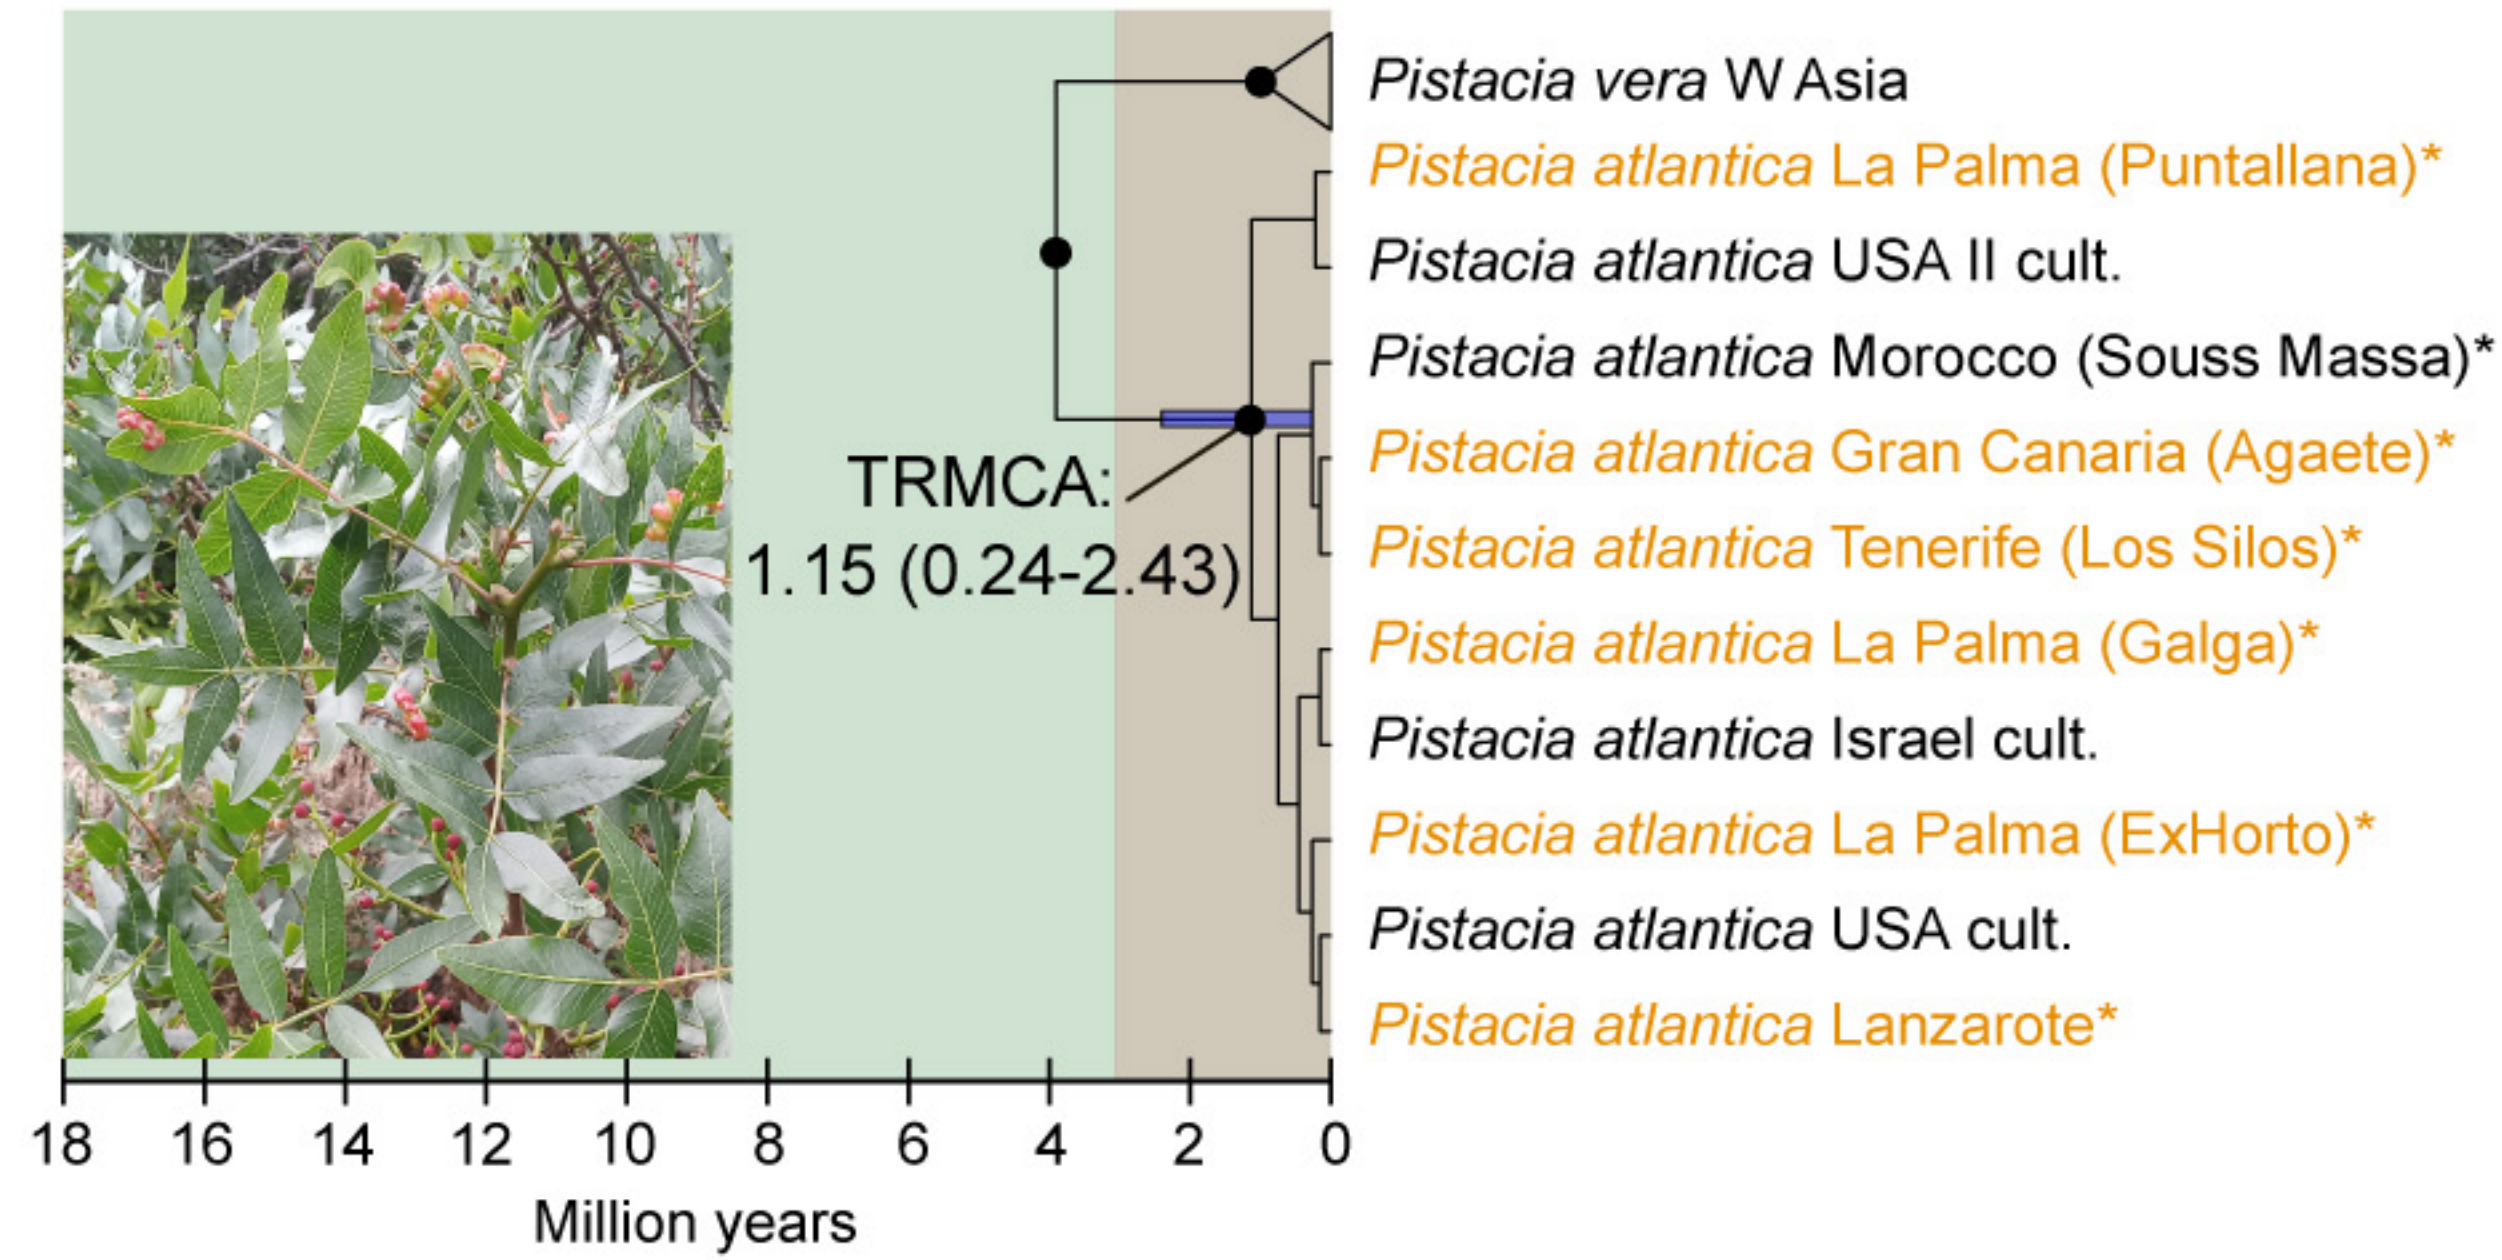 Pistacia vera W Asia
Pistacia atlantica La Palma (Puntallana)*
Pistacia atlantica USA II cult.
Pistacia atlantica Morocco (Souss Massa)*
Pistacia atlantica Gran Canaria (Agaete)*
TRMCA:
1.15 (0.24-2.43)
Pistacia atlantica Tenerife (Los Silos)*
Pistacia atlantica La Palma (Galga)*
Pistacia atlantica Israel cult.
Pistacia atlantica La Palma (ExHorto)*
Pistacia atlantica USA cult.
Pistacia atlantica Lanzarote*
18 16 14 12 10 8 6 4 2 0
Million years